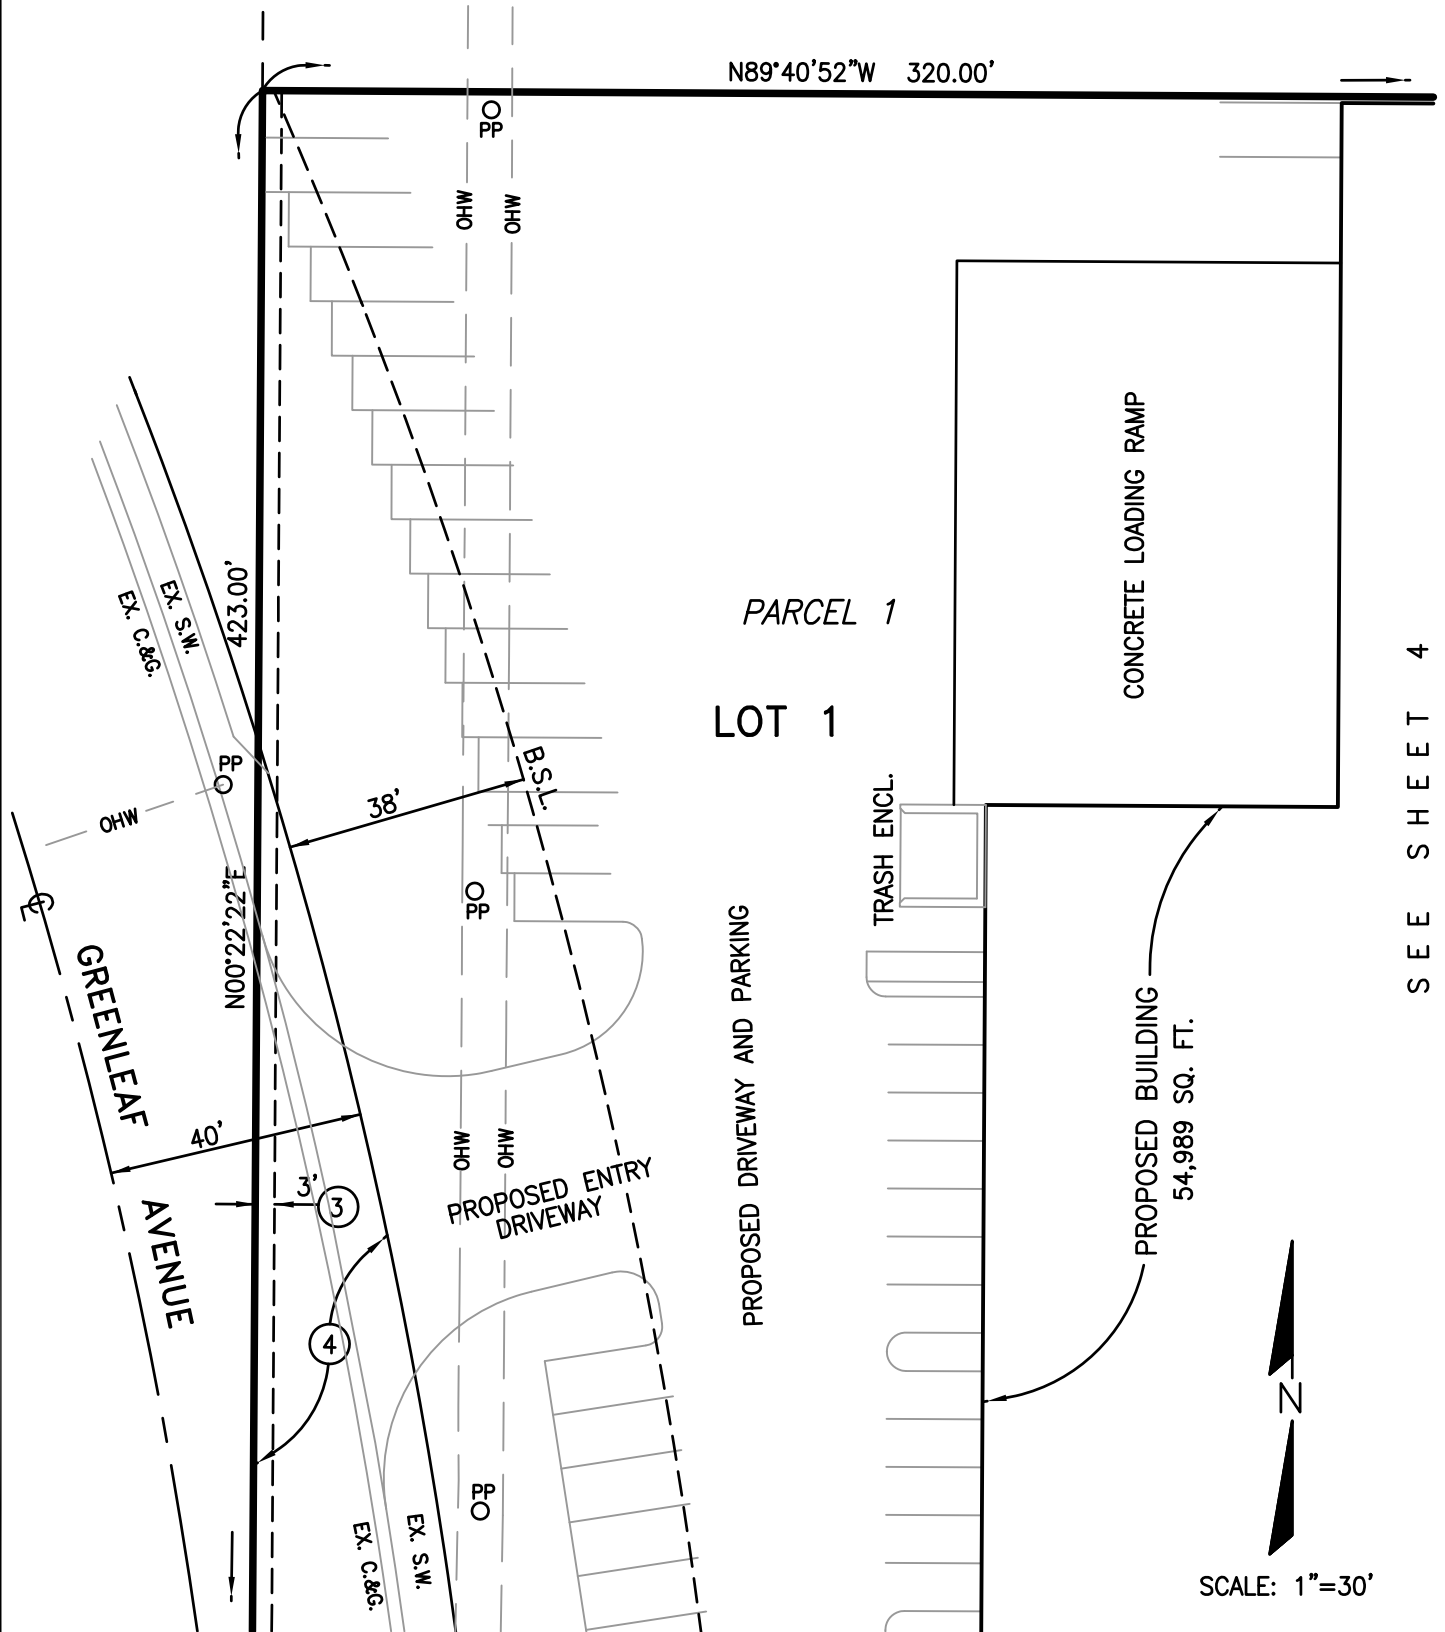 N89°40'52"W 320.00'
PP
OHW
OHW
CONCRETE LOADING RAMP
423.00'
EX. S.W.
EX. C.&G.
PARCEL 1
LOT 1
SEE SHEET 4
B.S.L.
PP
38'
OHW
TRASH ENCL.
N00°22'22"E
PP
GREENLEAF
AVENUE
PROPOSED DRIVEWAY AND PARKING
PROPOSED BUILDING
54,989 SQ. FT.
40'
OHW
OHW
3'
3
PROPOSED ENTRY
DRIVEWAY
4
N
PP
EX. C.&G.
EX. S.W.
SCALE: 1"=30'